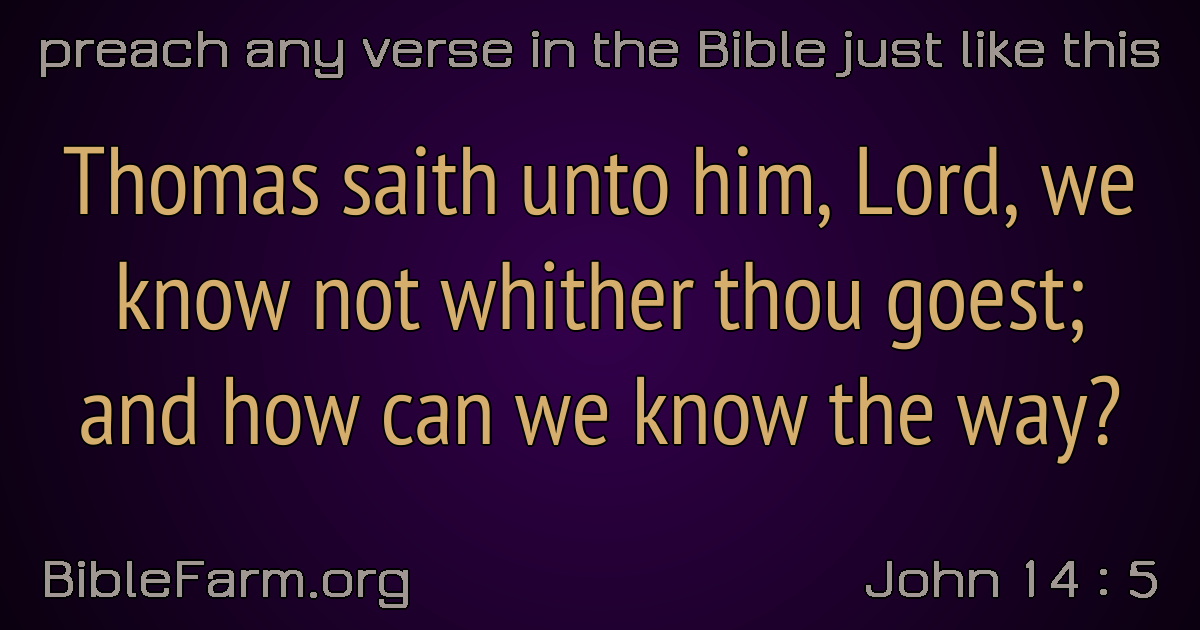 preach any verse in the Bible just like this
Thomas saith unto him, Lord, we
know not whither thou goest;
and how can we know the way?
BibleFarm.org
John 14 : 5